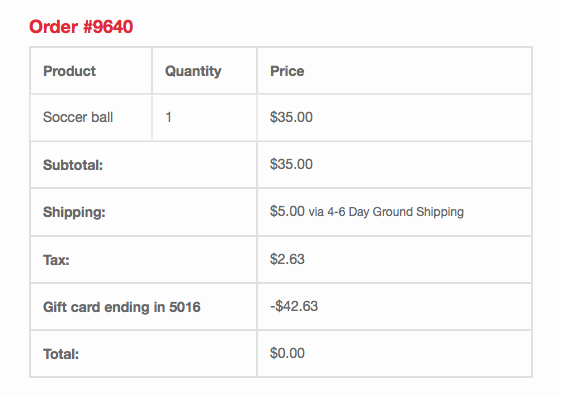 Order #9640
Product Quantity Price
Soccer ball 1 $35.00
Subtotal: $35.00
Shipping: $5.00 via 4-6 Day Ground Shipping
Tax: $2.63
Gift card ending in 5016 -$42.63
Total: $0.00